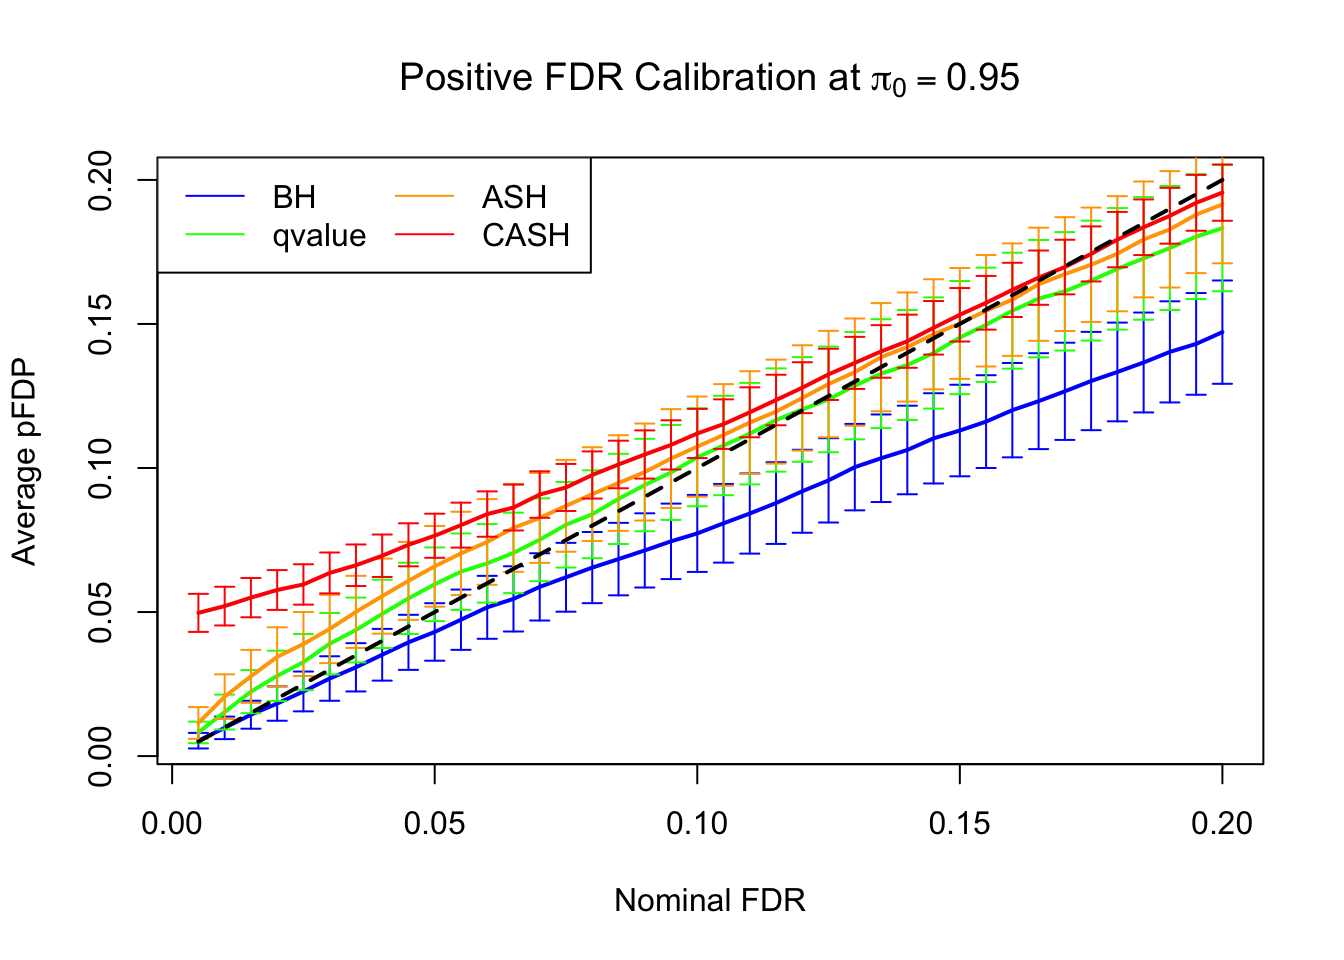 Positive FDR Calibration at π₀ = 0.95
BH
ASH
qvalue
CASH
Average pFDP
0.20
0.15
0.10
0.05
0.00
0.00 0.05 0.10 0.15 0.20
Nominal FDR